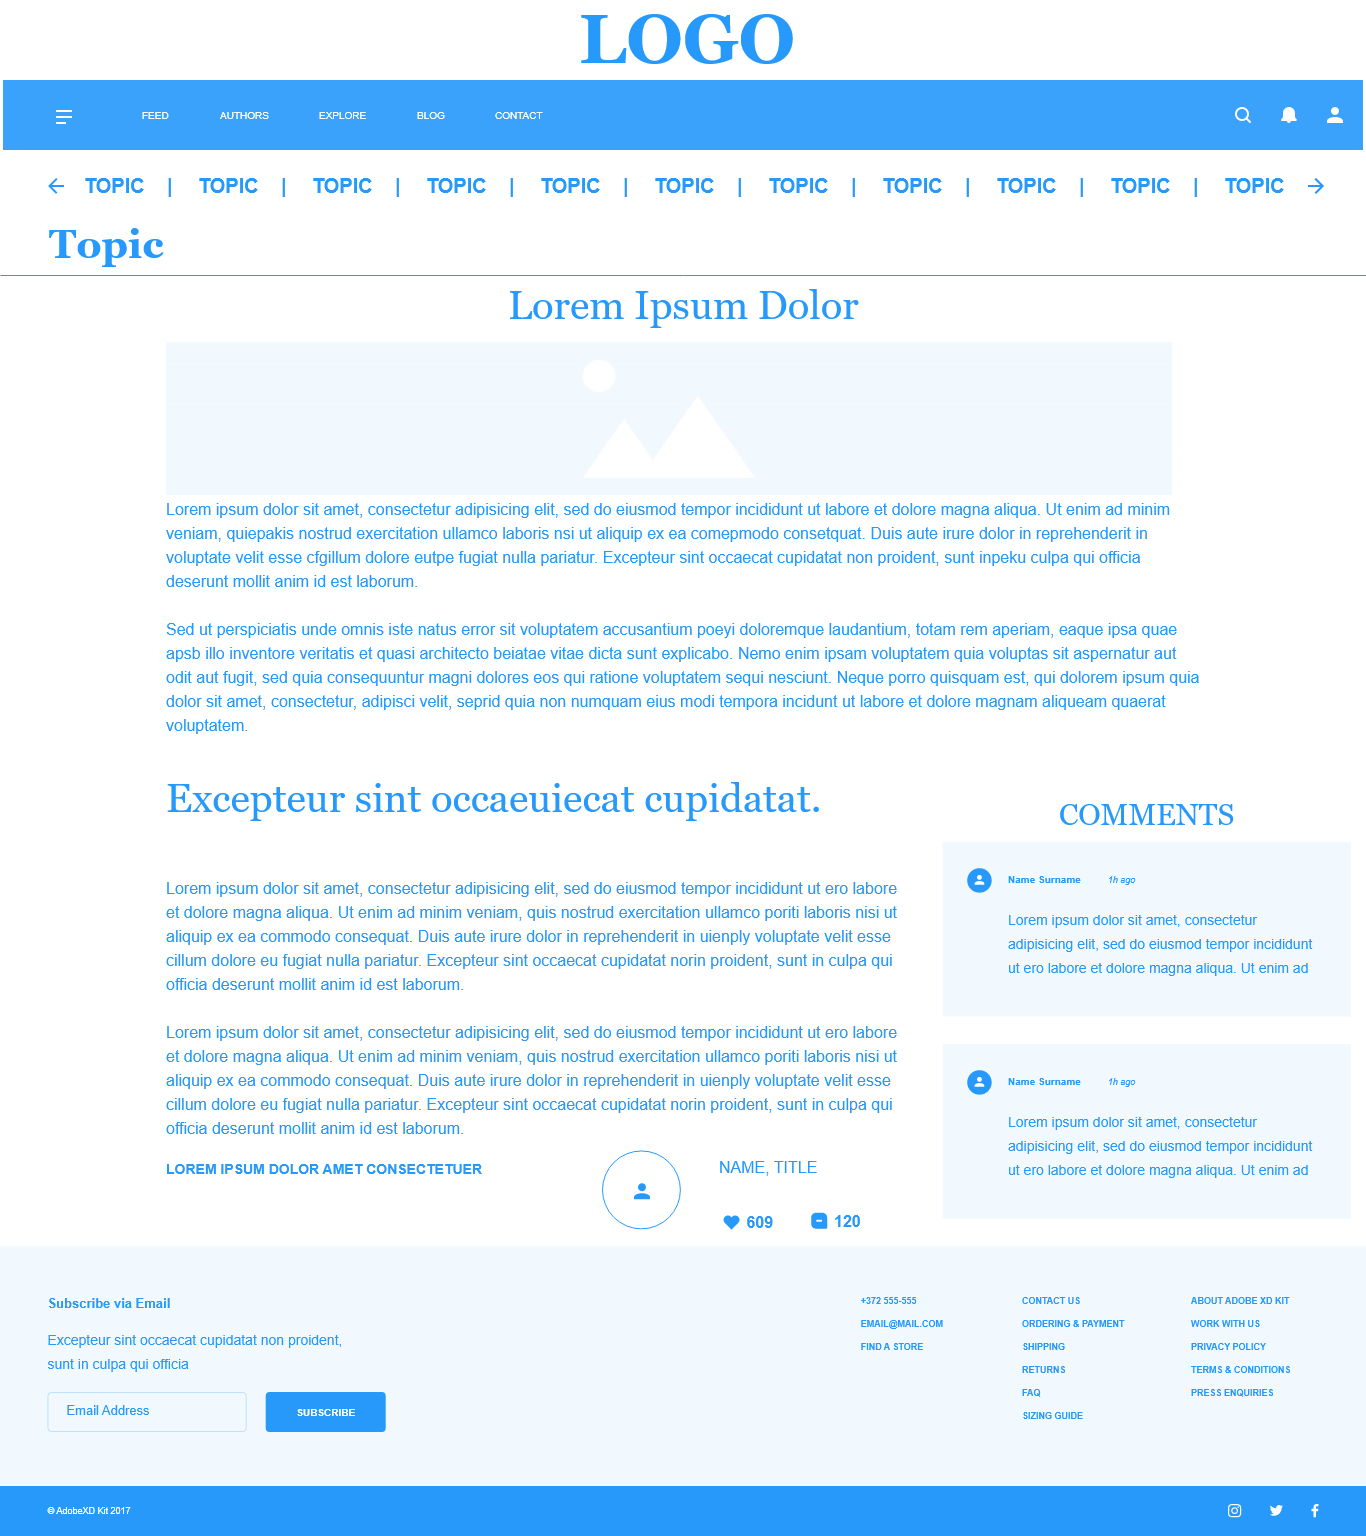 LOGO
FEED AUTHORS EXPLORE BLOG CONTACT
TOPIC | TOPIC | TOPIC | TOPIC | TOPIC | TOPIC | TOPIC | TOPIC | TOPIC | TOPIC | TOPIC
Topic
Lorem Ipsum Dolor
Lorem ipsum dolor sit amet, consectetur adipisicing elit, sed do eiusmod tempor incididunt ut labore et dolore magna aliqua. Ut enim ad minim
veniam, quiepakis nostrud exercitation ullamco laboris nsi ut aliquip ex ea comepmodo consetquat. Duis aute irure dolor in reprehenderit in
voluptate velit esse cfgillum dolore eutpe fugiat nulla pariatur. Excepteur sint occaecat cupidatat non proident, sunt inpeku culpa qui officia
deserunt mollit anim id est laborum.
Sed ut perspiciatis unde omnis iste natus error sit voluptatem accusantium poeyi doloremque laudantium, totam rem aperiam, eaque ipsa quae
apsb illo inventore veritatis et quasi architecto beiatae vitae dicta sunt explicabo. Nemo enim ipsam voluptatem quia voluptas sit aspernatur aut
odit aut fugit, sed quia consequuntur magni dolores eos qui ratione voluptatem sequi nesciunt. Neque porro quisquam est, qui dolorem ipsum quia
dolor sit amet, consectetur, adipisci velit, seprid quia non numquam eius modi tempora incidunt ut labore et dolore magnam aliqueam quaerat
voluptatem.
Excepteur sint occaeuiecat cupidatat.
Lorem ipsum dolor sit amet, consectetur adipisicing elit, sed do eiusmod tempor incididunt ut ero labore
et dolore magna aliqua. Ut enim ad minim veniam, quis nostrud exercitation ullamco poriti laboris nisi ut
aliquip ex ea commodo consequat. Duis aute irure dolor in reprehenderit in uienply voluptate velit esse
cillum dolore eu fugiat nulla pariatur. Excepteur sint occaecat cupidatat norin proident, sunt in culpa qui
officia deserunt mollit anim id est laborum.
Lorem ipsum dolor sit amet, consectetur adipisicing elit, sed do eiusmod tempor incididunt ut ero labore
et dolore magna aliqua. Ut enim ad minim veniam, quis nostrud exercitation ullamco poriti laboris nisi ut
aliquip ex ea commodo consequat. Duis aute irure dolor in reprehenderit in uienply voluptate velit esse
cillum dolore eu fugiat nulla pariatur. Excepteur sint occaecat cupidatat norin proident, sunt in culpa qui
officia deserunt mollit anim id est laborum.
LOREM IPSUM DOLOR AMET CONSECTETUER
NAME, TITLE
609 120
COMMENTS
Name Surname 1h ago
Lorem ipsum dolor sit amet, consectetur
adipisicing elit, sed do eiusmod tempor incididunt
ut ero labore et dolore magna aliqua. Ut enim ad
Name Surname 1h ago
Lorem ipsum dolor sit amet, consectetur
adipisicing elit, sed do eiusmod tempor incididunt
ut ero labore et dolore magna aliqua. Ut enim ad
Subscribe via Email
Excepteur sint occaecat cupidatat non proident,
sunt in culpa qui officia
Email Address
SUBSCRIBE
+372 555-555
EMAIL@MAIL.COM
FIND A STORE
CONTACT US
ORDERING & PAYMENT
SHIPPING
RETURNS
FAQ
SIZING GUIDE
ABOUT ADOBE XD KIT
WORK WITH US
PRIVACY POLICY
TERMS & CONDITIONS
PRESS ENQUIRIES
© AdobeXD Kit 2017